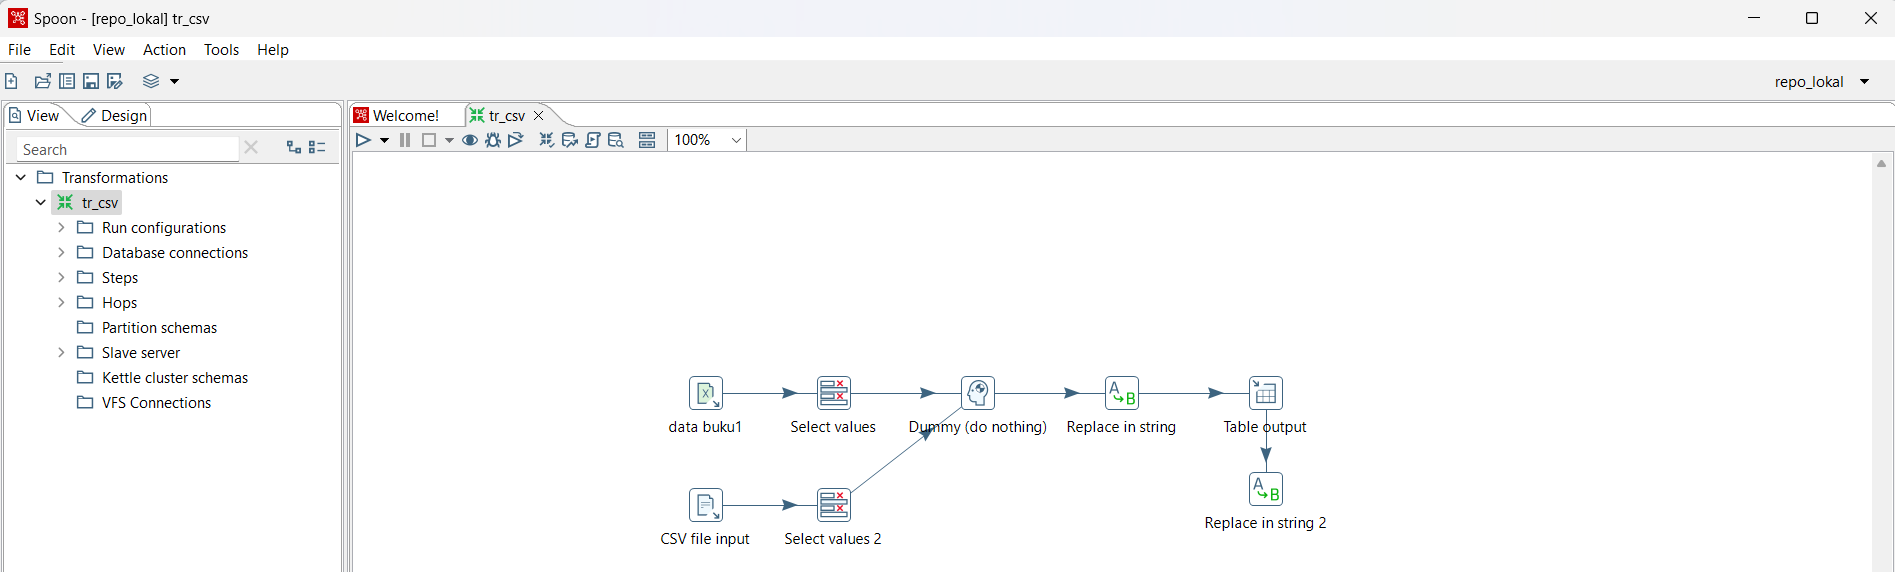 Spoon - [repo_lokal] tr_csv
File Edit View Action Tools Help
repo_lokal
View Design
Welcome! tr_csv
100%
Search
Transformations
tr_csv
Run configurations
Database connections
Steps
Hops
Partition schemas
Slave server
Kettle cluster schemas
VFS Connections
data buku1 Select values Dummy (do nothing) Replace in string Table output
Replace in string 2
CSV file input Select values 2